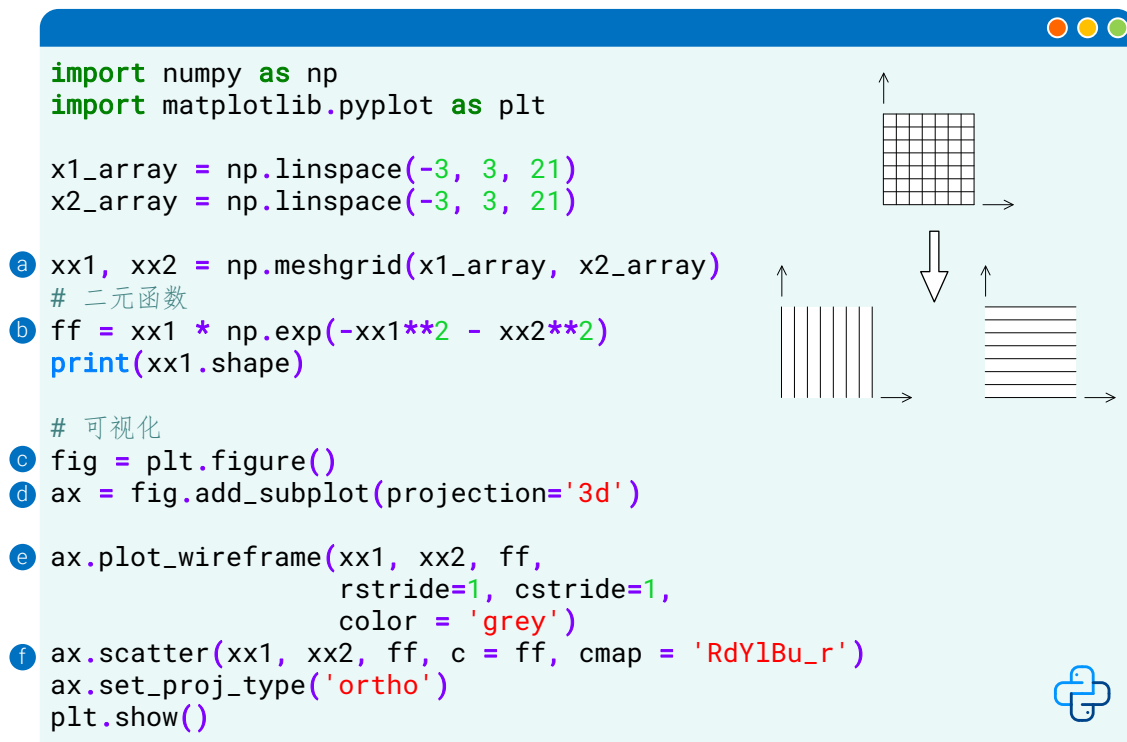 import numpy as np
import matplotlib.pyplot as plt
x1_array = np.linspace(-3, 3, 21)
x2_array = np.linspace(-3, 3, 21)
a xx1, xx2 = np.meshgrid(x1_array, x2_array)
# 二元函数
b ff = xx1 * np.exp(-xx1**2 - xx2**2)
print(xx1.shape)
# 可视化
c fig = plt.figure()
d ax = fig.add_subplot(projection='3d')
e ax.plot_wireframe(xx1, xx2, ff,
rstride=1, cstride=1,
color = 'grey')
f ax.scatter(xx1, xx2, ff, c = ff, cmap = 'RdYlBu_r')
ax.set_proj_type('ortho')
plt.show()